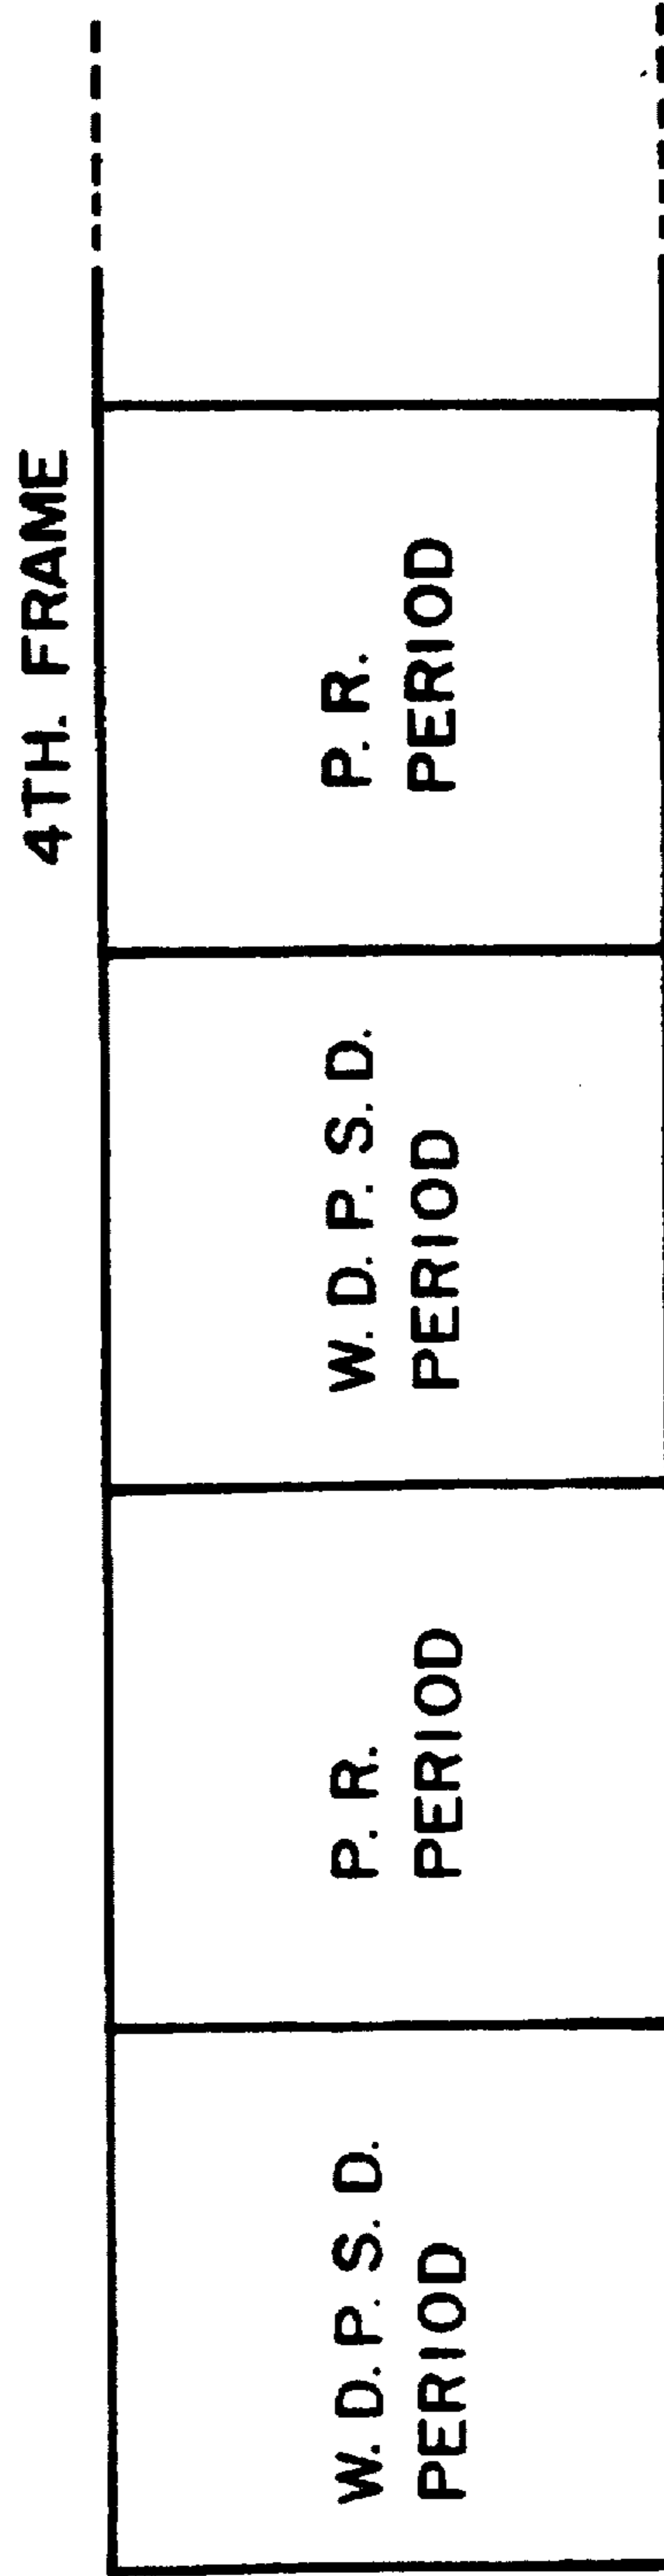 4TH. FRAME
W. D. P. S. D.
PERIOD
P. R.
PERIOD
W. D. P. S. D.
PERIOD
P. R.
PERIOD